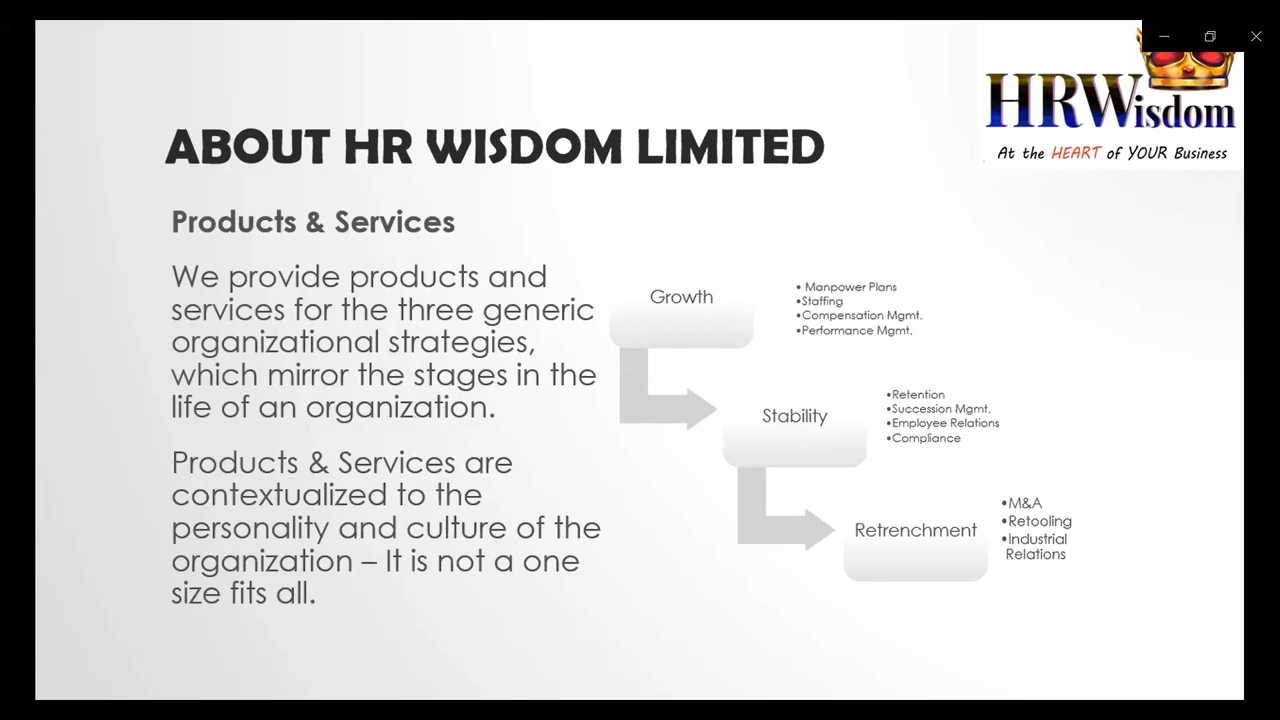 HRWisdom
At the HEART of YOUR Business
ABOUT HR WISDOM LIMITED
Products & Services
We provide products and
services for the three generic
organizational strategies,
which mirror the stages in the
life of an organization.
Products & Services are
contextualized to the
personality and culture of the
organization – It is not a one
size fits all.
Growth
• Manpower Plans
•Staffing
•Compensation Mgmt.
•Performance Mgmt.
Stability
•Retention
•Succession Mgmt.
•Employee Relations
•Compliance
Retrenchment
•M&A
•Retooling
•Industrial
Relations